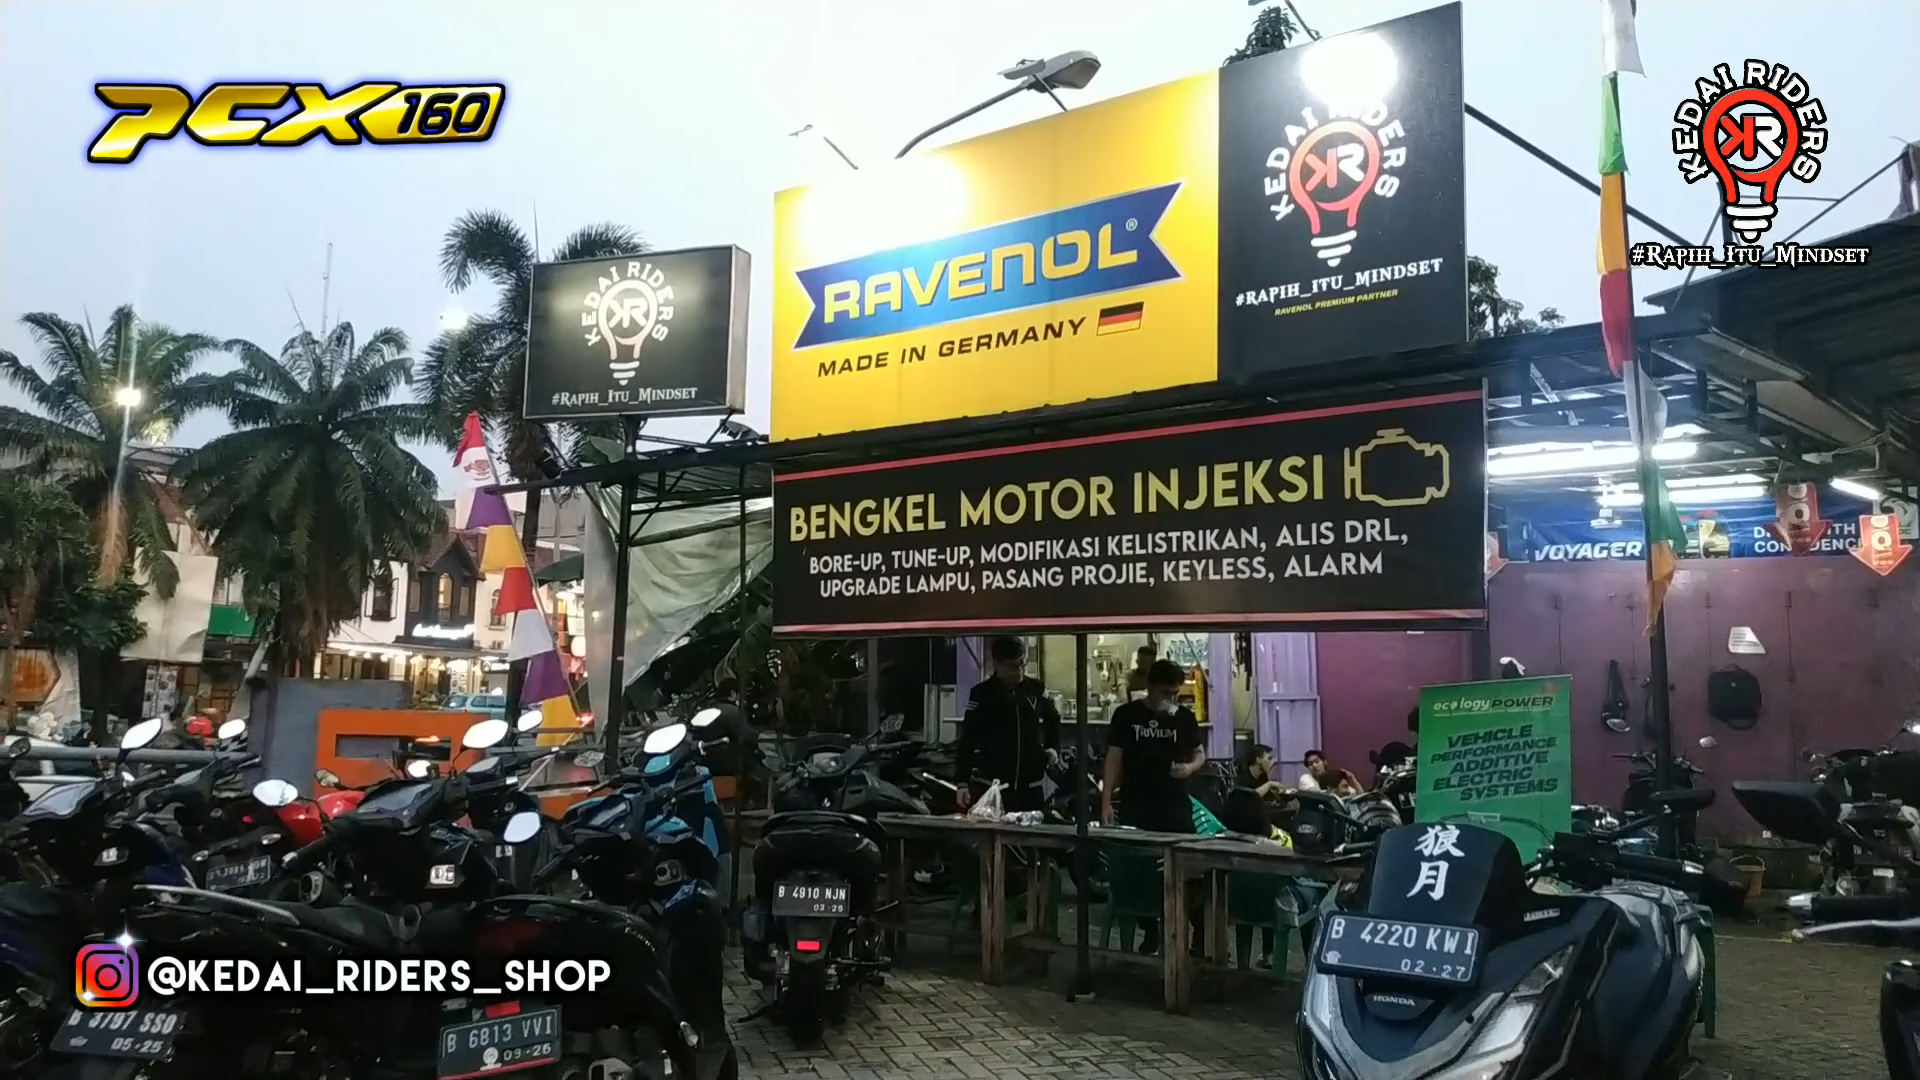 PCX160
KEDAI RIDERS
KR
#RAPIH_ITU_MINDSET
KEDAI RIDERS
KR
#RAPIH_ITU_MINDSET
RAVENOL®
MADE IN GERMANY
KEDAI RIDERS
KR
#RAPIH_ITU_MINDSET
RAVENOL PREMIUM PARTNER
BENGKEL MOTOR INJEKSI
BORE-UP, TUNE-UP, MODIFIKASI KELISTRIKAN, ALIS DRL,
UPGRADE LAMPU, PASANG PROJIE, KEYLESS, ALARM
VOYAGER
ecologyPOWER
VEHICLE
PERFORMANCE
ADDITIVE
ELECTRIC
SYSTEMS
TRIVIUM
狼
月
B 4220 KWI
02·27
HONDA
B 4910 NJN
03·26
@KEDAI_RIDERS_SHOP
B 3797 SSO
05·25
B 6813 VVI
09·26